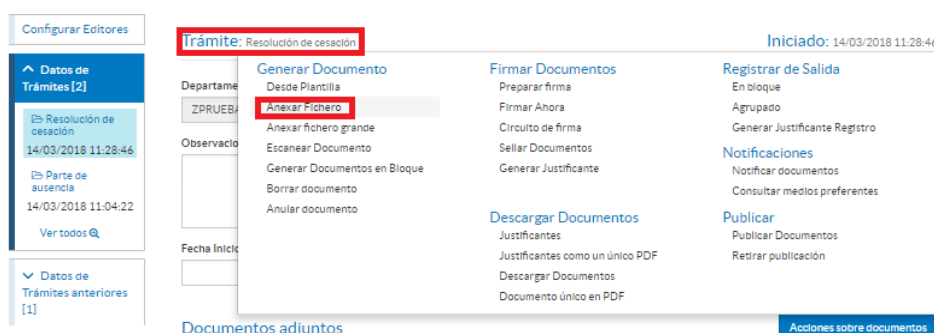 Configurar Editores
Datos de
Trámites [2]
Resolución de
cesación
14/03/2018 11:28:46
Parte de
ausencia
14/03/2018 11:04:22
Ver todos
Datos de
Trámites anteriores
[1]
Trámite: Resolución de cesación
Iniciado: 14/03/2018 11:28:46
Departame
ZPRUEBA
Observacio
Fecha Inicio
Generar Documento
Desde Plantilla
Anexar Fichero
Anexar fichero grande
Escanear Documento
Generar Documentos en Bloque
Borrar documento
Anular documento
Firmar Documentos
Preparar firma
Firmar Ahora
Circuito de firma
Sellar Documentos
Generar Justificante
Descargar Documentos
Justificantes
Justificantes como un único PDF
Descargar Documentos
Documento único en PDF
Registrar de Salida
En bloque
Agrupado
Generar Justificante Registro
Notificaciones
Notificar documentos
Consultar medios preferentes
Publicar
Publicar Documentos
Retirar publicación
Documentos adjuntos
Acciones sobre documentos